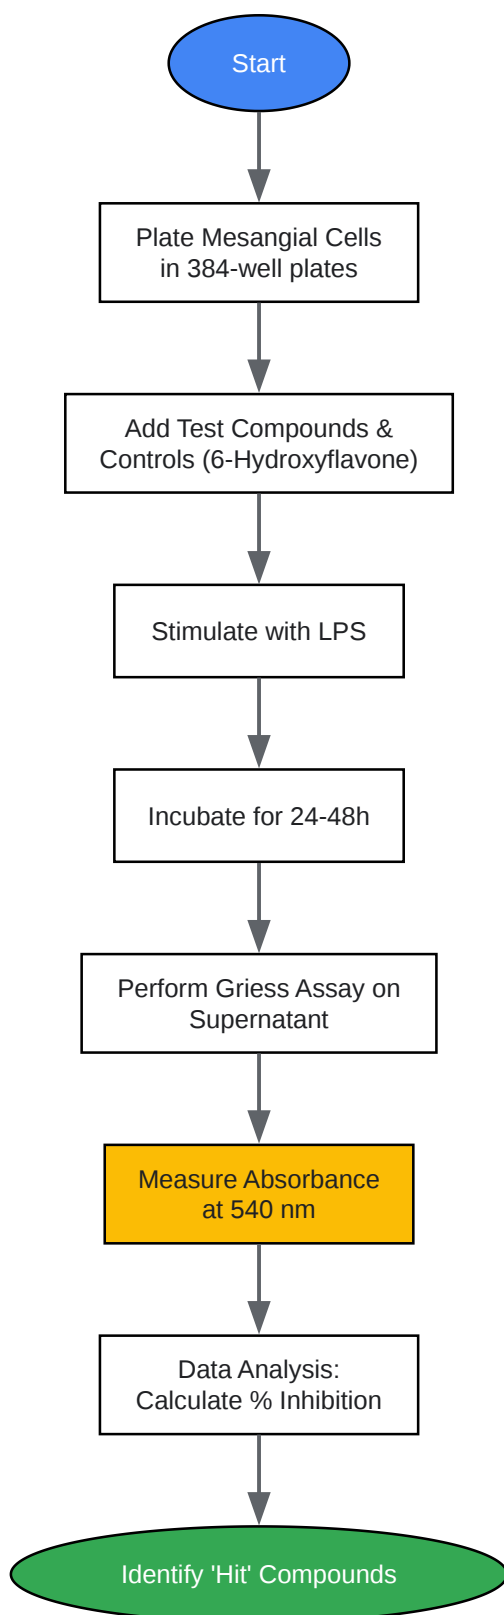 Start
Plate Mesangial Cells
in 384-well plates
Add Test Compounds &
Controls (6-Hydroxyflavone)
Stimulate with LPS
Incubate for 24-48h
Perform Griess Assay on
Supernatant
Measure Absorbance
at 540 nm
Data Analysis:
Calculate % Inhibition
Identify 'Hit' Compounds